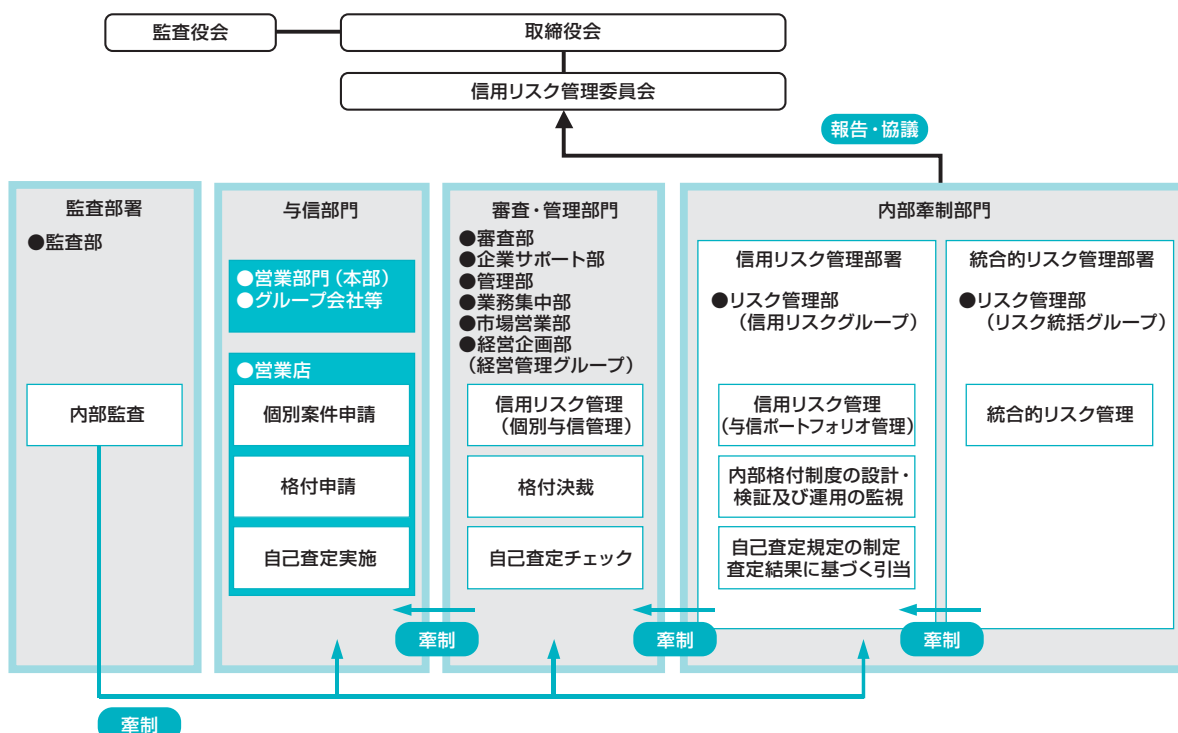 監査役会
取締役会
信用リスク管理委員会
報告・協議
監査部署
●監査部
内部監査
与信部門
●営業部門（本部）
●グループ会社等
●営業店
個別案件申請
格付申請
自己査定実施
審査・管理部門
●審査部
●企業サポート部
●管理部
●業務集中部
●市場営業部
●経営企画部
（経営管理グループ）
信用リスク管理
（個別与信管理）
格付決裁
自己査定チェック
内部牽制部門
信用リスク管理部署
●リスク管理部
（信用リスクグループ）
信用リスク管理
（与信ポートフォリオ管理）
内部格付制度の設計・
検証及び運用の監視
自己査定規定の制定
査定結果に基づく引当
統合的リスク管理部署
●リスク管理部
（リスク統括グループ）
統合的リスク管理
牽制
牽制
牽制
牽制